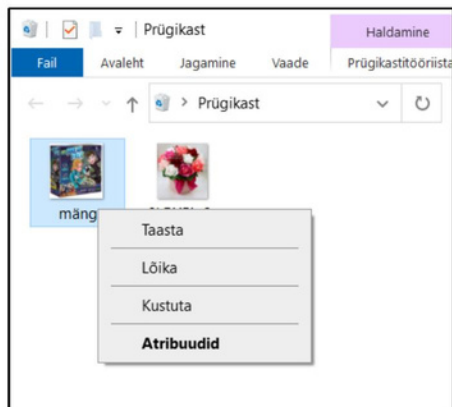 Prügikast
Haldamine
Fail Avaleht Jagamine Vaade Prügikastitööriista
Prügikast
mäng
Taasta
Lõika
Kustuta
Atribuudid